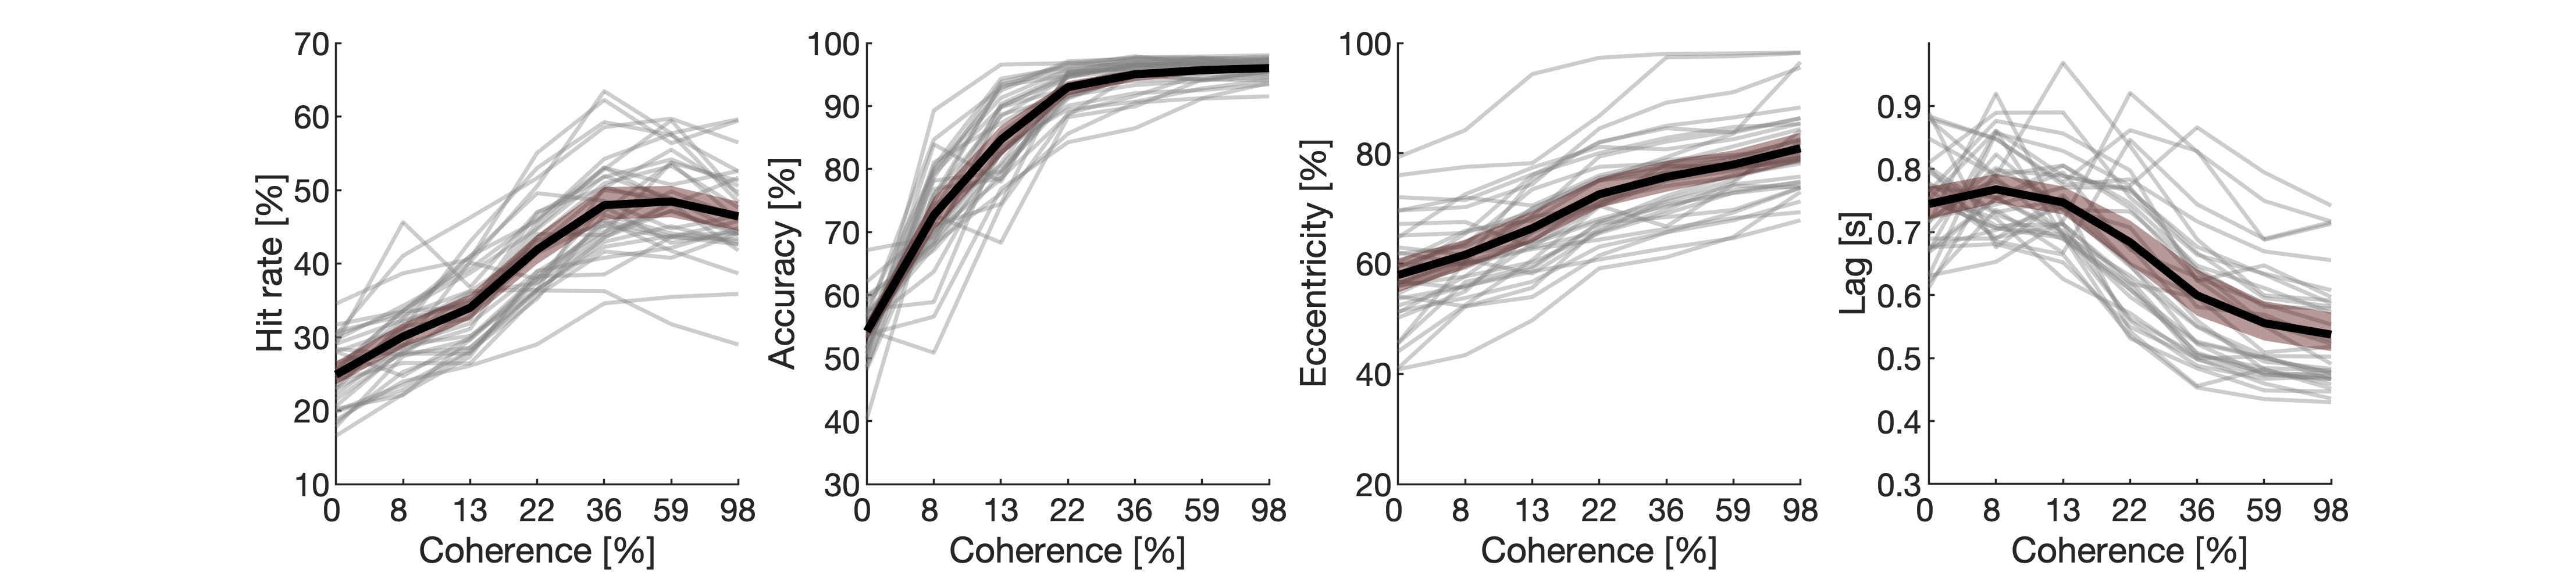 Hit rate [%]
70
60
50
40
30
20
10
0 8 13 22 36 59 98
Coherence [%]
Accuracy [%]
100
90
80
70
60
50
40
30
0 8 13 22 36 59 98
Coherence [%]
Eccentricity [%]
100
80
60
40
20
0 8 13 22 36 59 98
Coherence [%]
Lag [s]
0.9
0.8
0.7
0.6
0.5
0.4
0.3
0 8 13 22 36 59 98
Coherence [%]